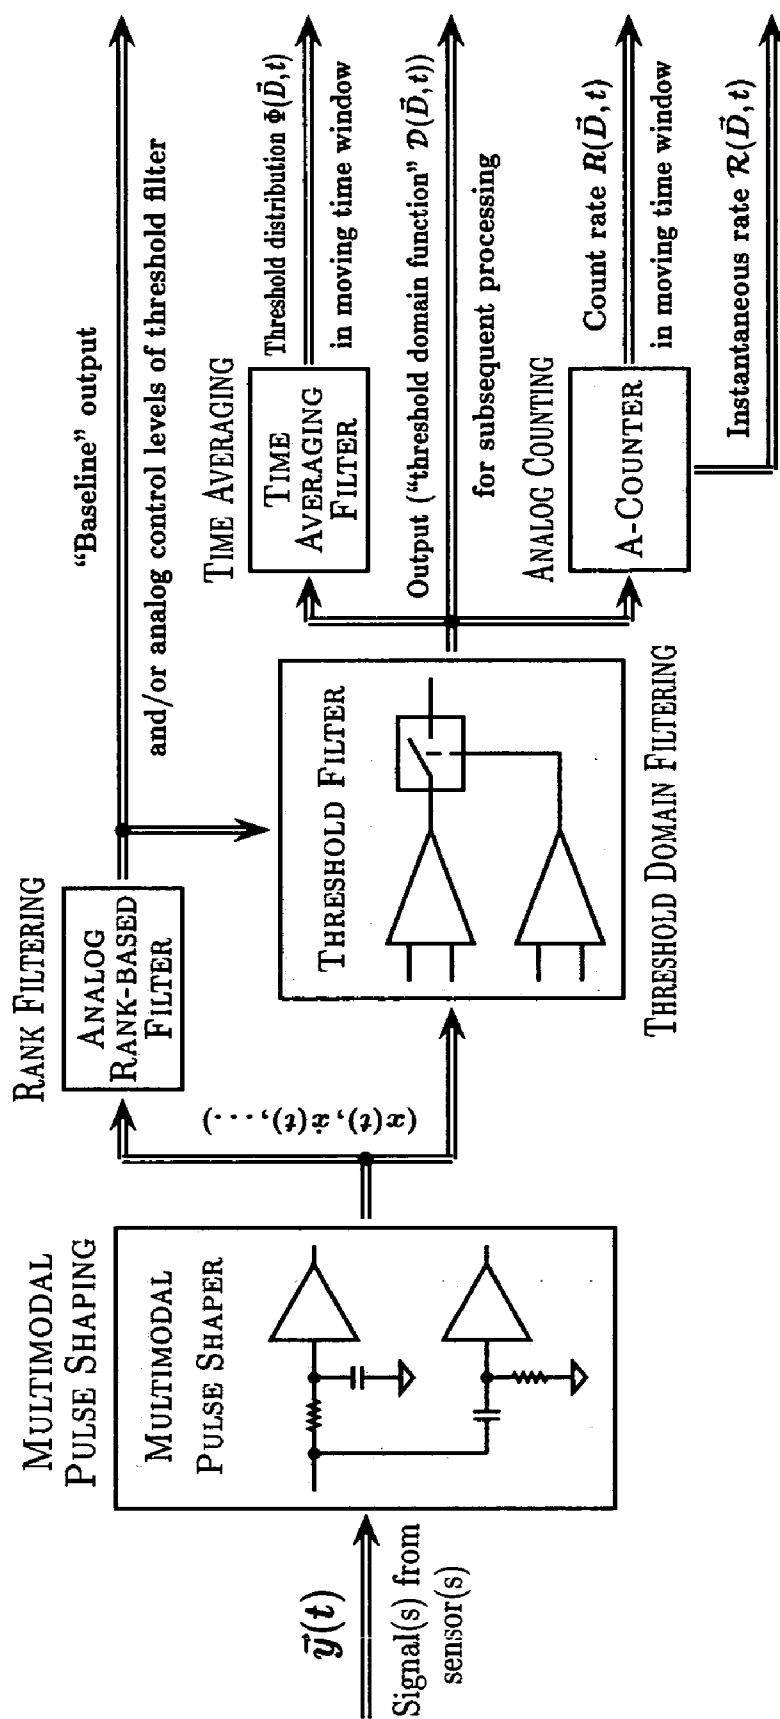 MULTIMODAL
PULSE SHAPING
MULTIMODAL
PULSE SHAPER
y⃗(t)
Signal(s) from
sensor(s)
(x(t), ẋ(t), ...)
RANK FILTERING
ANALOG
RANK-BASED
FILTER
"Baseline" output
and/or analog control levels of threshold filter
THRESHOLD FILTER
THRESHOLD DOMAIN FILTERING
TIME AVERAGING
TIME
AVERAGING
FILTER
Threshold distribution Φ(D⃗,t)
in moving time window
Output ("threshold domain function" 𝒟(D⃗,t))
for subsequent processing
ANALOG COUNTING
A-COUNTER
Count rate R(D⃗,t)
in moving time window
Instantaneous rate ℛ(D⃗,t)